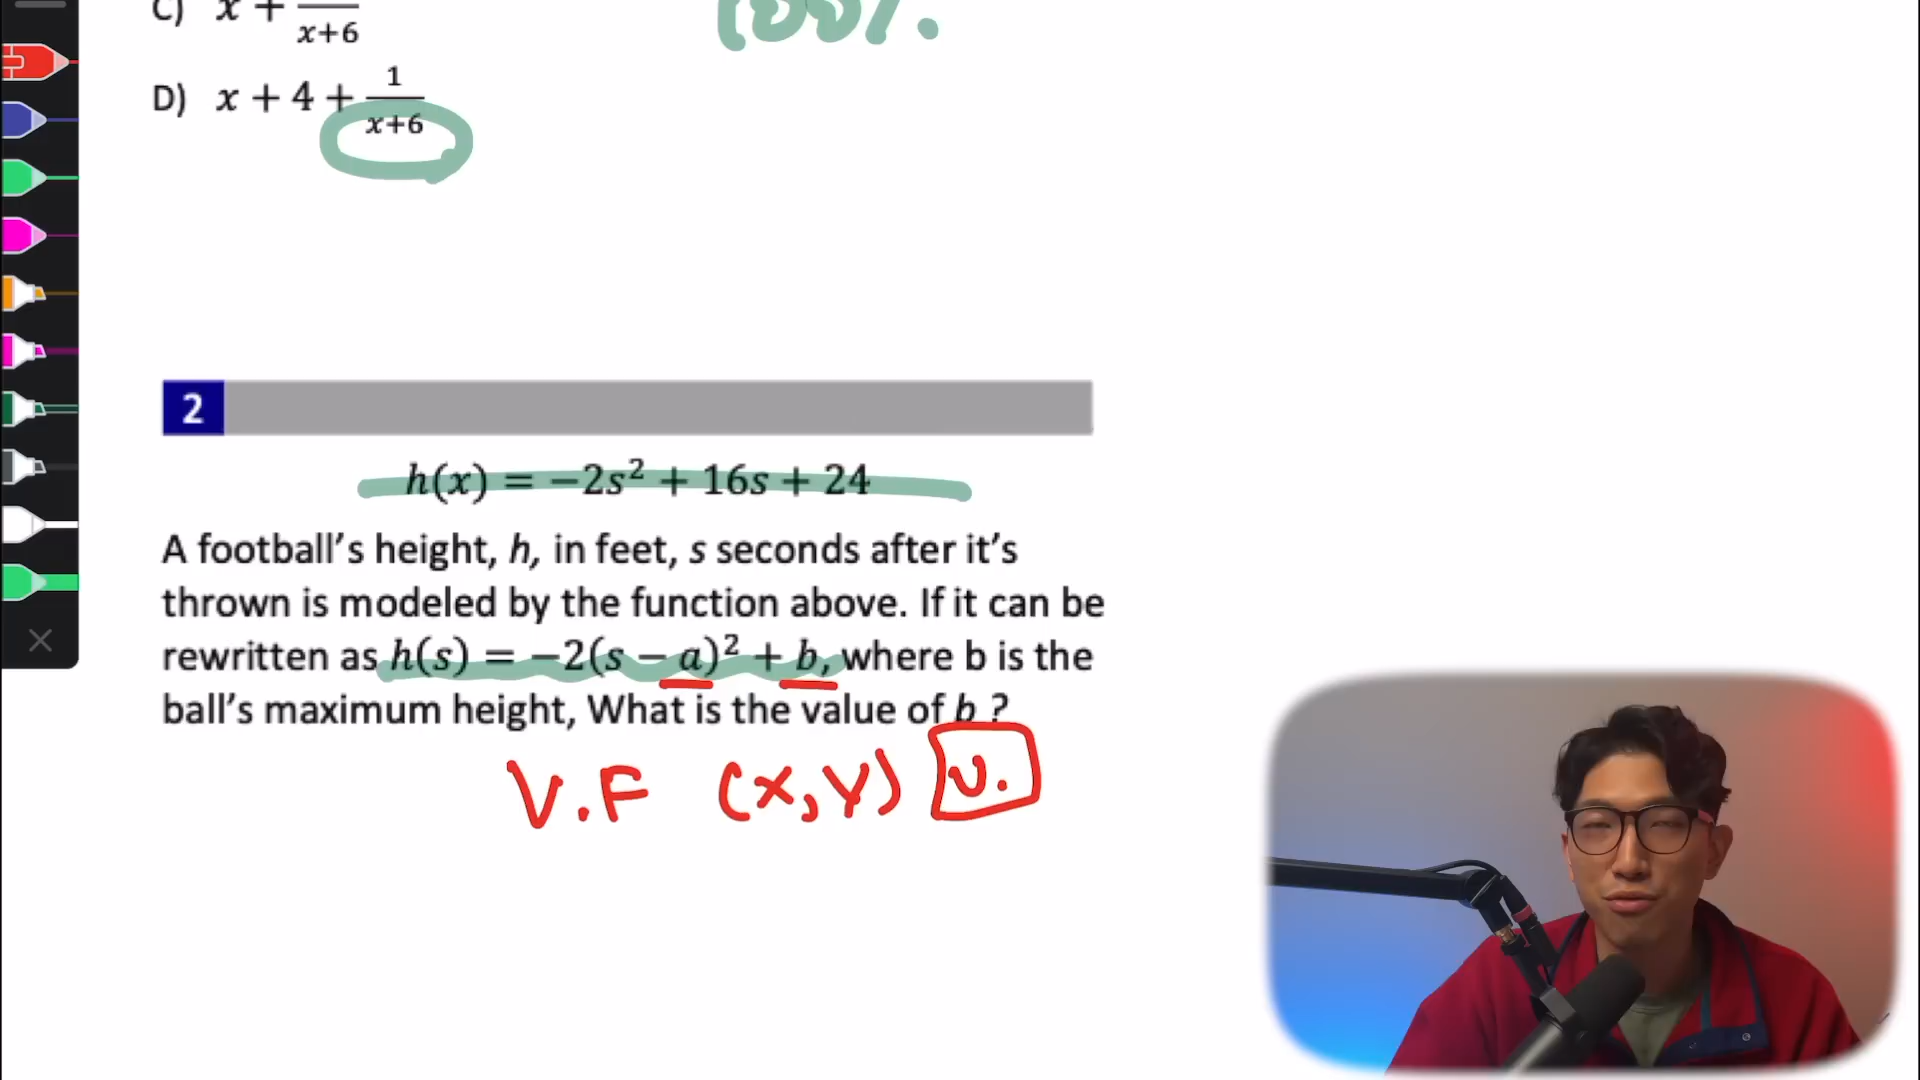 C) x +
x+6
100%.
D) x + 4 + 1/x+6
2
h(x) = −2s² + 16s + 24
A football’s height, h, in feet, s seconds after it’s
thrown is modeled by the function above. If it can be
rewritten as h(s) = −2(s − a)² + b, where b is the
ball’s maximum height, What is the value of b ?
V.F (x,y) v.